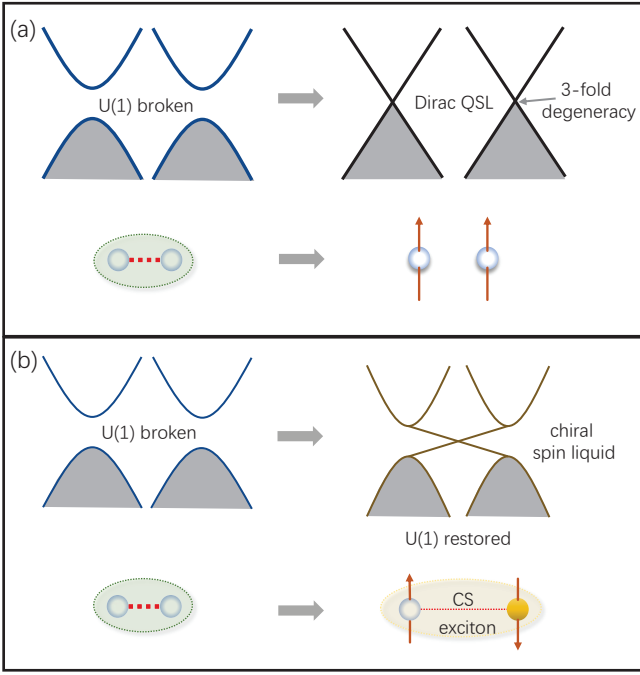 (a)
U(1) broken
Dirac QSL
3-fold
degeneracy
(b)
U(1) broken
chiral
spin liquid
U(1) restored
CS
exciton